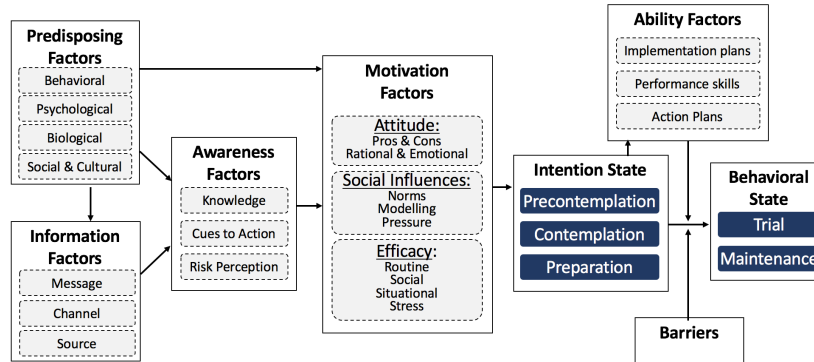 Predisposing
Factors
Behavioral
Psychological
Biological
Social & Cultural
Information
Factors
Message
Channel
Source
Awareness
Factors
Knowledge
Cues to Action
Risk Perception
Motivation
Factors
Attitude:
Pros & Cons
Rational & Emotional
Social Influences:
Norms
Modelling
Pressure
Efficacy:
Routine
Social
Situational
Stress
Intention State
Precontemplation
Contemplation
Preparation
Ability Factors
Implementation plans
Performance skills
Action Plans
Barriers
Behavioral
State
Trial
Maintenance